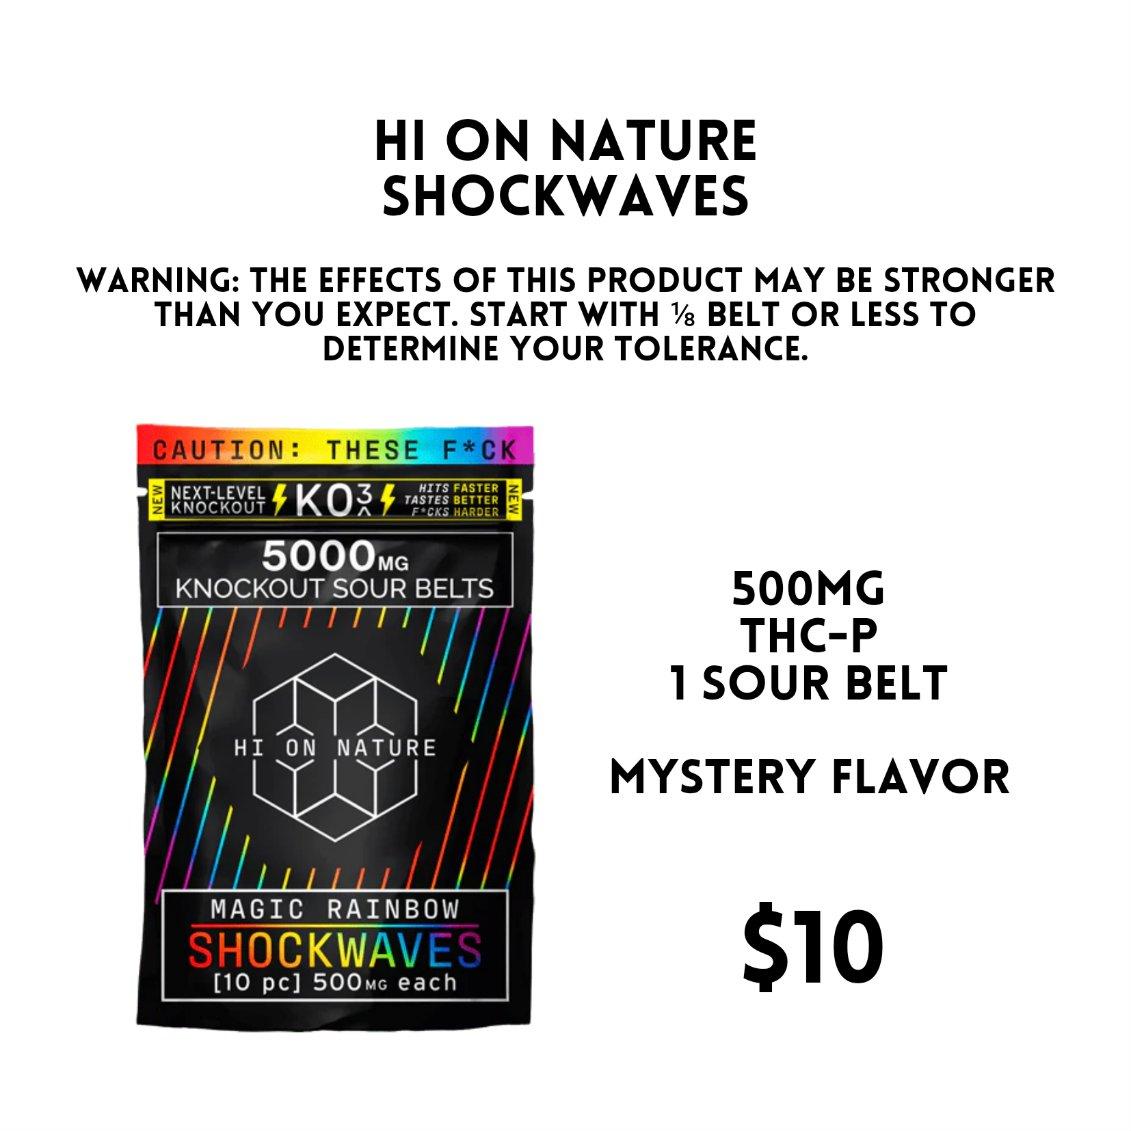 HI ON NATURE
SHOCKWAVES
WARNING: THE EFFECTS OF THIS PRODUCT MAY BE STRONGER
THAN YOU EXPECT. START WITH ⅛ BELT OR LESS TO
DETERMINE YOUR TOLERANCE.
CAUTION: THESE F*CK
NEW
NEXT-LEVEL
KNOCKOUT
KO3
HITS FASTER
TASTES BETTER
F*CKS HARDER
NEW
5000MG
KNOCKOUT SOUR BELTS
HI ON NATURE
MAGIC RAINBOW
SHOCKWAVES
[10 pc] 500MG each
500MG
THC-P
1 SOUR BELT
MYSTERY FLAVOR
$10